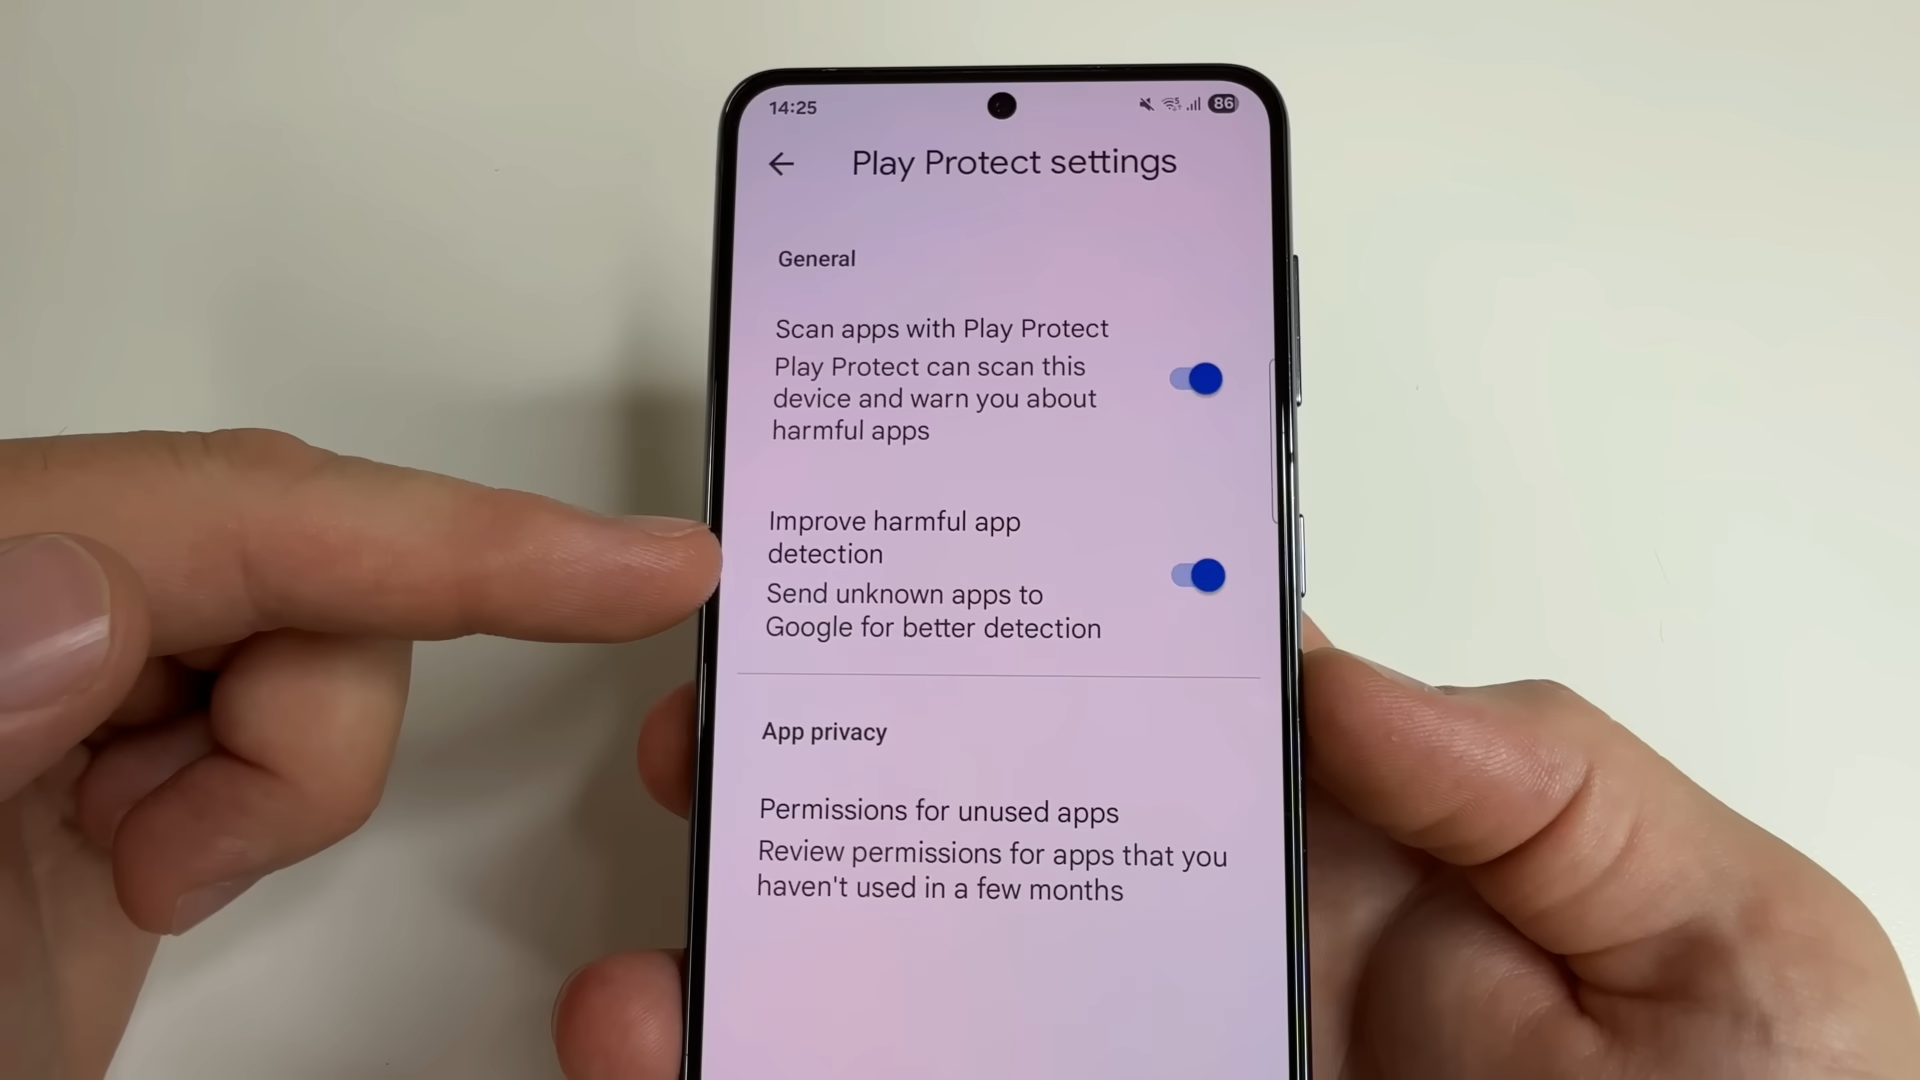 14:25
86
Play Protect settings
General
Scan apps with Play Protect
Play Protect can scan this
device and warn you about
harmful apps
Improve harmful app
detection
Send unknown apps to
Google for better detection
App privacy
Permissions for unused apps
Review permissions for apps that you
haven't used in a few months